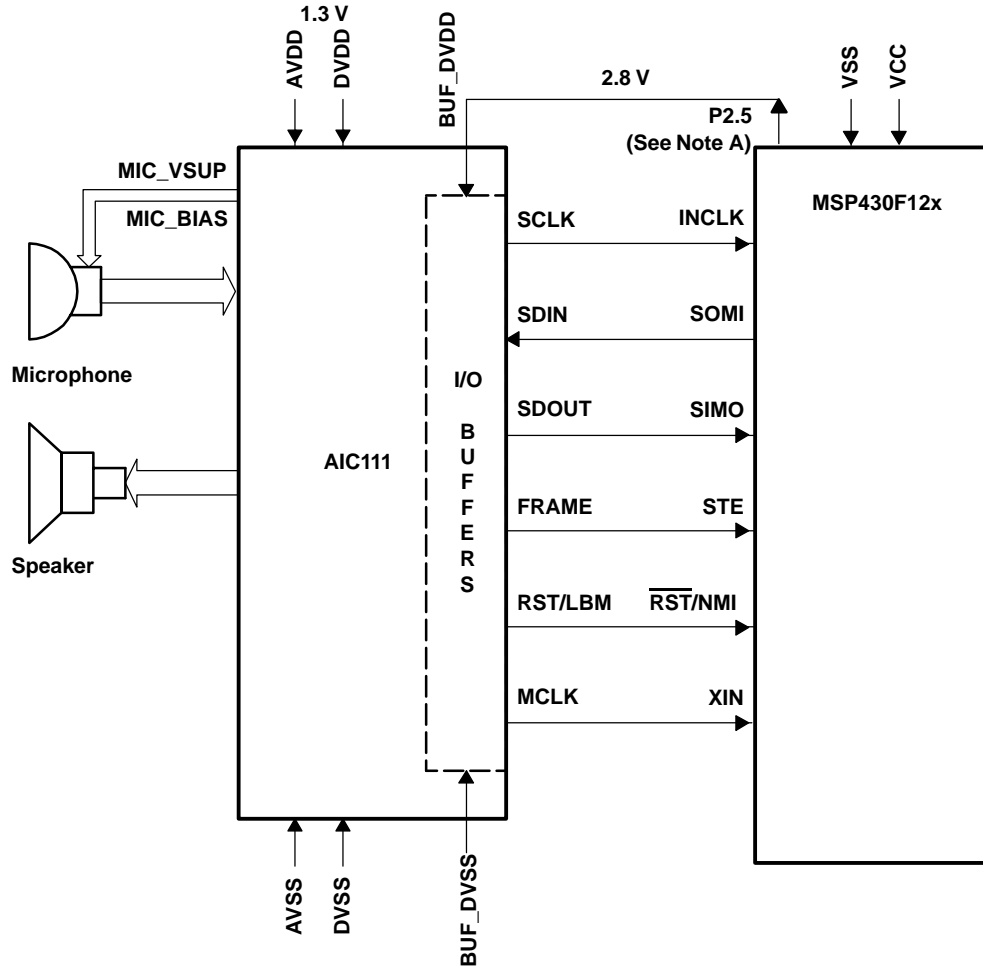 1.3 V
AVDD
DVDD
BUF_DVDD
2.8 V
P2.5
(See Note A)
VSS
VCC
MIC_VSUP
MIC_BIAS
Microphone
Speaker
AIC111
I/O
BUFFERS
MSP430F12x
SCLK INCLK
SDIN SOMI
SDOUT SIMO
FRAME STE
RST/LBM R̅S̅T̅/NMI
MCLK XIN
AVSS
DVSS
BUF_DVSS